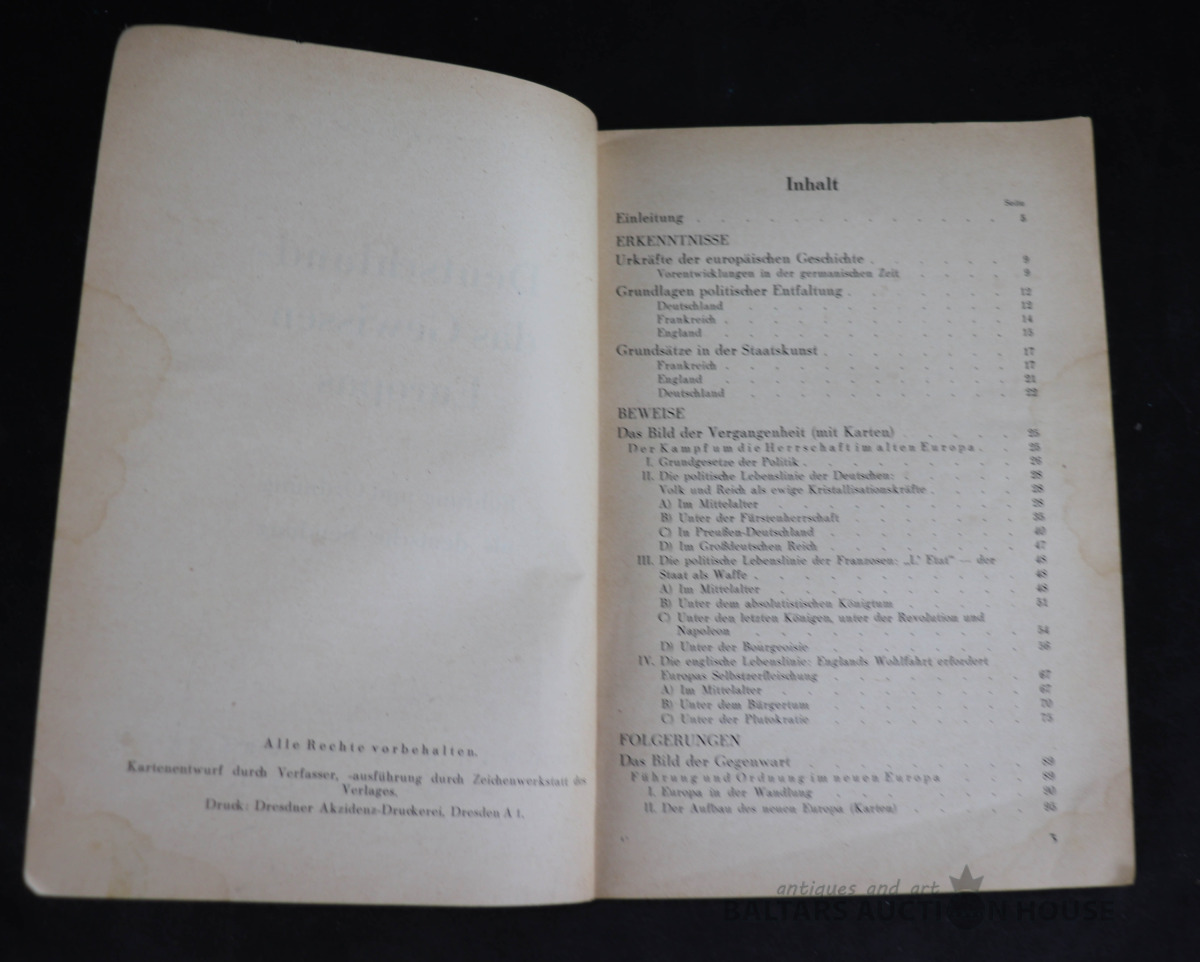 Alle Rechte vorbehalten.
Kartenentwurf durch Verfasser, -ausführung durch Zeichenwerkstatt des
Verlages.
Druck: Dresdner Akzidenz-Druckerei, Dresden A 1.
Inhalt
Seite
Einleitung . . . . . . . . . . . . . 5
ERKENNTNISSE
Urkräfte der europäischen Geschichte . . . . . . 9
Vorentwicklungen in der germanischen Zeit . . . . . 9
Grundlagen politischer Entfaltung . . . . . . . 12
Deutschland . . . . . . . . . . . . 12
Frankreich . . . . . . . . . . . . 14
England . . . . . . . . . . . . 15
Grundsätze in der Staatskunst . . . . . . . . 17
Frankreich . . . . . . . . . . . . 17
England . . . . . . . . . . . . 21
Deutschland . . . . . . . . . . . . 22
BEWEISE
Das Bild der Vergangenheit (mit Karten) . . . . . 25
Der Kampf um die Herrschaft im alten Europa . . 25
I. Grundgesetze der Politik . . . . . . . . . 26
II. Die politische Lebenslinie der Deutschen: 28
Volk und Reich als ewige Kristallisationskräfte . . . . 28
A) Im Mittelalter . . . . . . . . . . 28
B) Unter der Fürstenherrschaft . . . . . . . 35
C) In Preußen-Deutschland . . . . . . . . 40
D) Im Großdeutschen Reich . . . . . . . . 47
III. Die politische Lebenslinie der Franzosen: „L' Etat“ — der 48
Staat als Waffe . . . . . . . . . . . 48
A) Im Mittelalter . . . . . . . . . . 48
B) Unter dem absolutistischen Königtum . . . . . 51
C) Unter den letzten Königen, unter der Revolution und
Napoleon . . . . . . . . . . . 54
D) Unter der Bourgeoisie . . . . . . . . 56
IV. Die englische Lebenslinie: Englands Wohlfahrt erfordert
Europas Selbstzerfleischung . . . . . . . . 67
A) Im Mittelalter . . . . . . . . . . 67
B) Unter dem Bürgertum . . . . . . . . 70
C) Unter der Plutokratie . . . . . . . . 75
FOLGERUNGEN
Das Bild der Gegenwart . . . . . . . . . 89
Führung und Ordnung im neuen Europa . . . 89
I. Europa in der Wandlung . . . . . . . . 90
II. Der Aufbau des neuen Europa (Karten) . . . . . 95
3
antiques and art
BALTARS AUCTION HOUSE